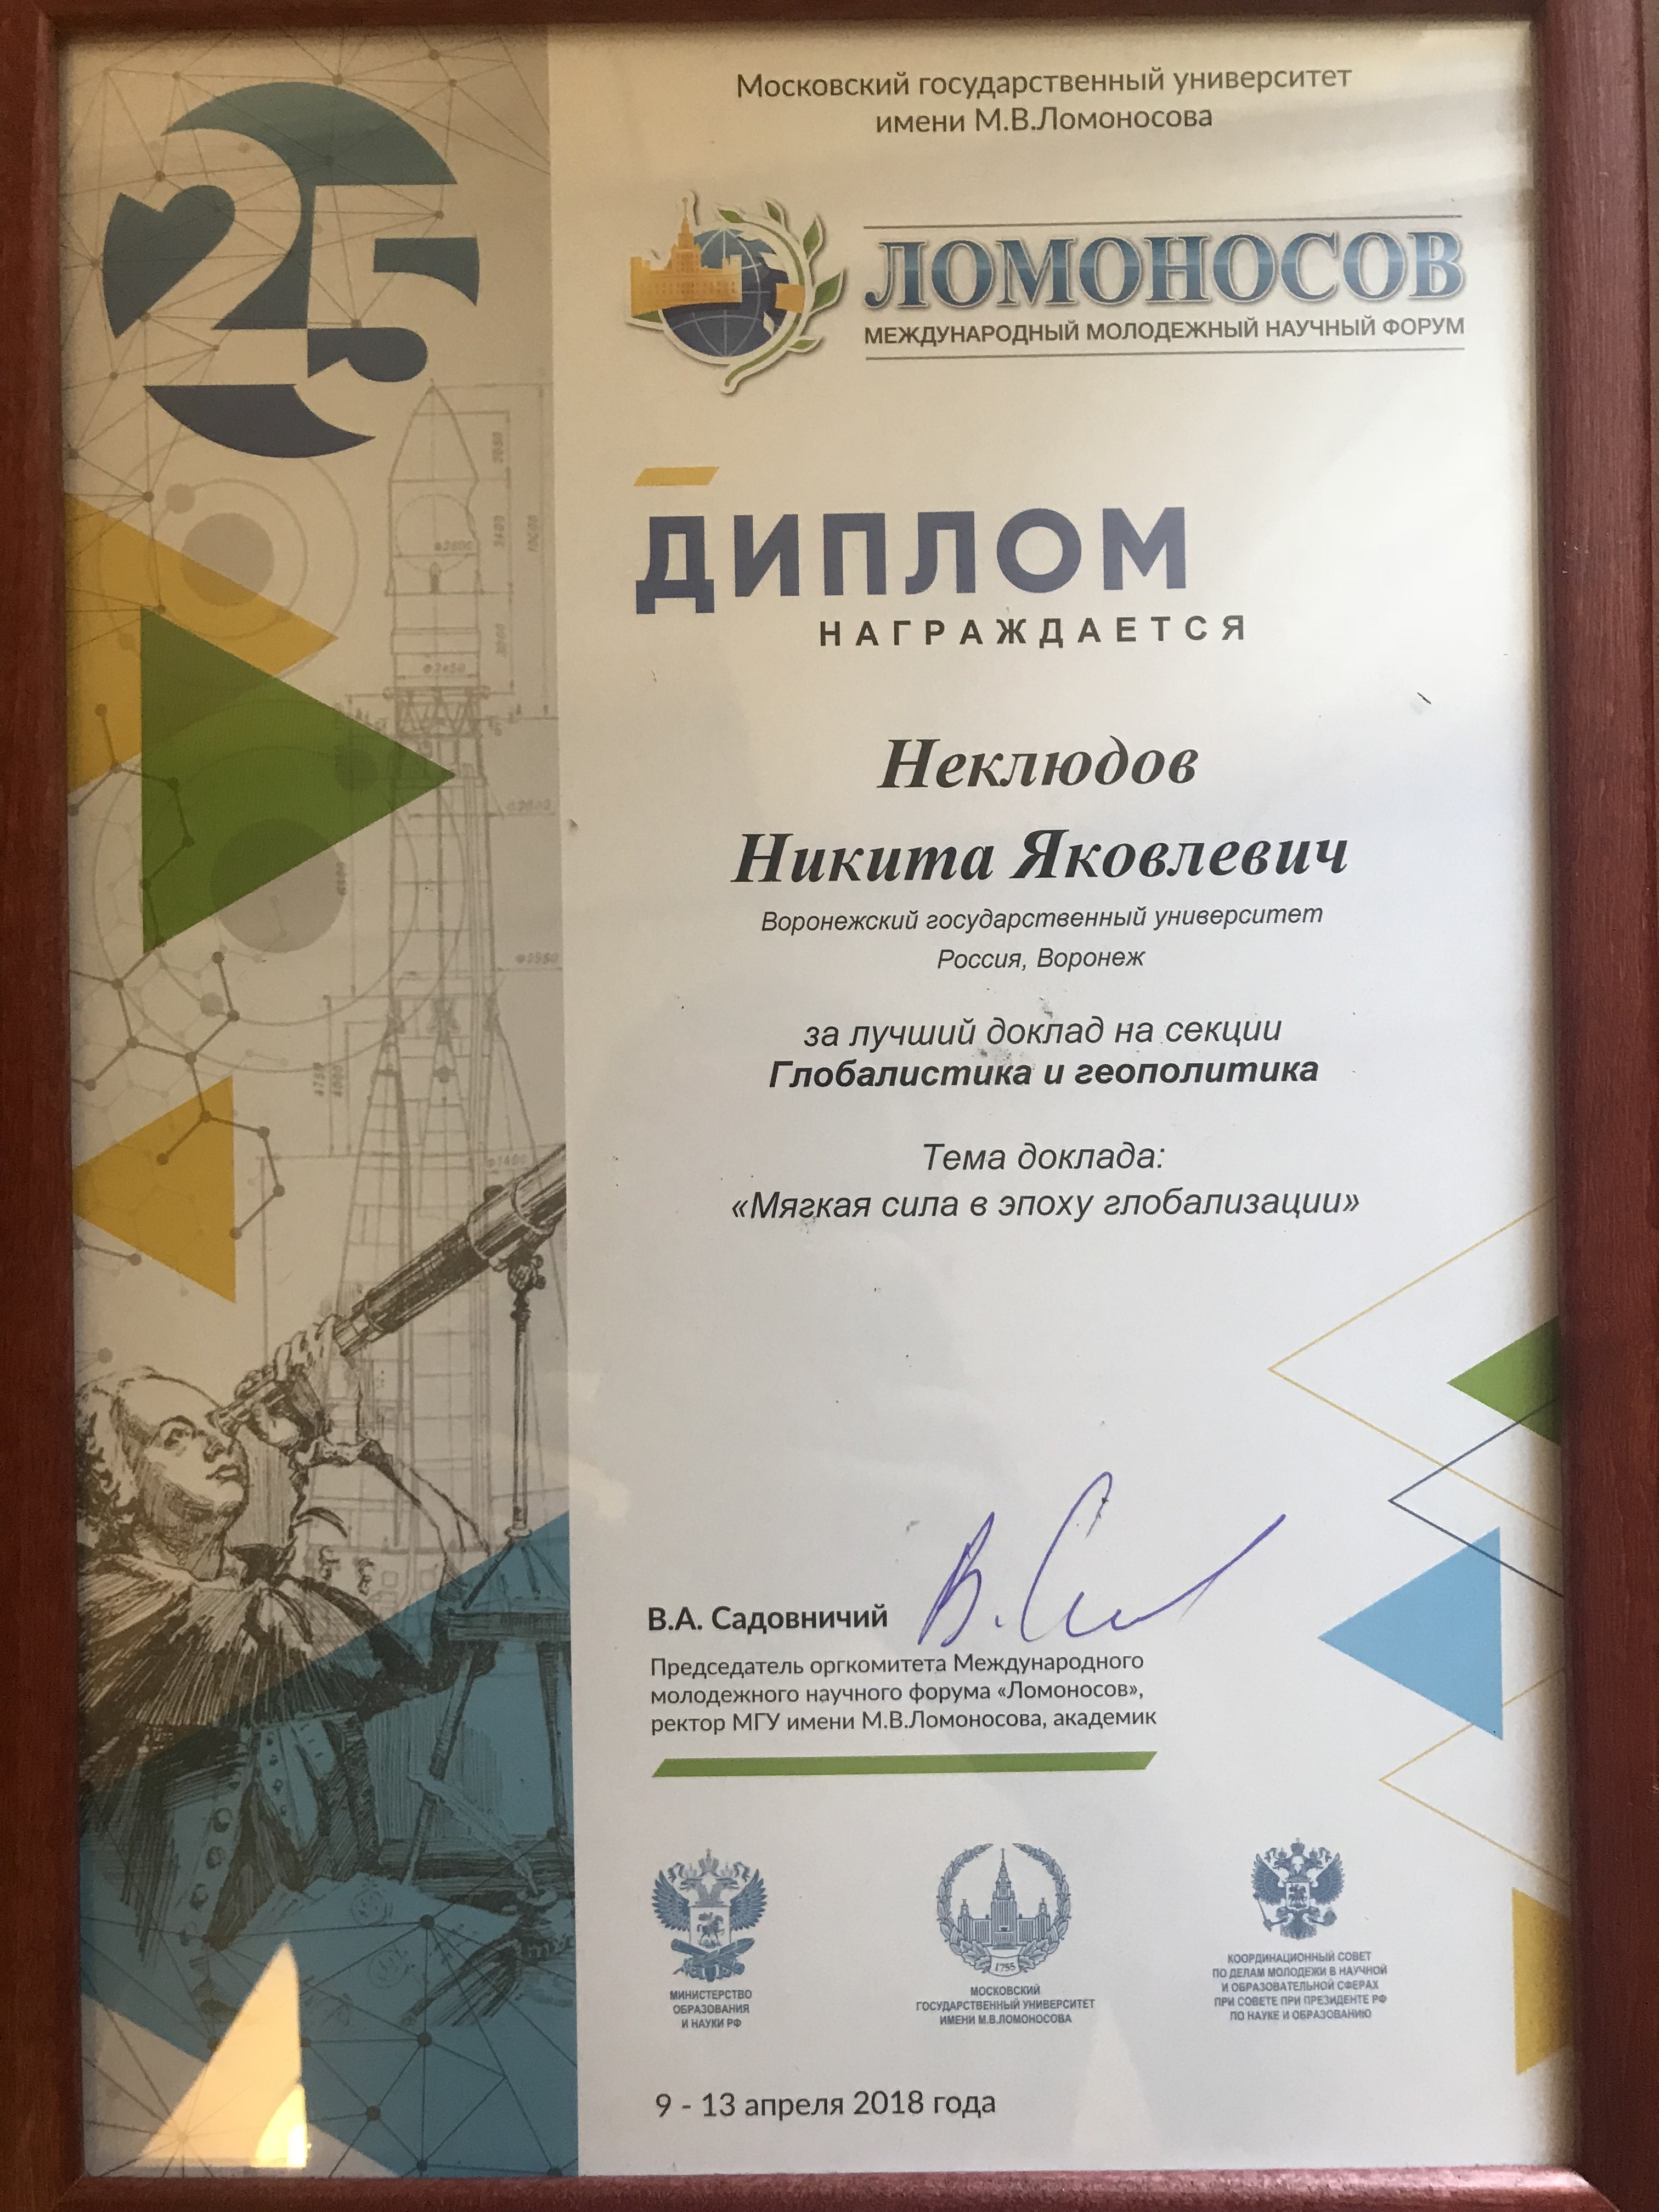 Московский государственный университет
имени М.В.Ломоносова
25
ЛОМОНОСОВ
МЕЖДУНАРОДНЫЙ МОЛОДЕЖНЫЙ НАУЧНЫЙ ФОРУМ
ДИПЛОМ
НАГРАЖДАЕТСЯ
Неклюдов
Никита Яковлевич
Воронежский государственный университет
Россия, Воронеж
за лучший доклад на секции
Глобалистика и геополитика
Тема доклада:
«Мягкая сила в эпоху глобализации»
В.А. Садовничий
Председатель оргкомитета Международного
молодежного научного форума «Ломоносов»,
ректор МГУ имени М.В.Ломоносова, академик
МИНИСТЕРСТВО
ОБРАЗОВАНИЯ
И НАУКИ РФ
1755
МОСКОВСКИЙ
ГОСУДАРСТВЕННЫЙ УНИВЕРСИТЕТ
ИМЕНИ М.В.ЛОМОНОСОВА
КООРДИНАЦИОННЫЙ СОВЕТ
ПО ДЕЛАМ МОЛОДЕЖИ В НАУЧНОЙ
И ОБРАЗОВАТЕЛЬНОЙ СФЕРАХ
ПРИ СОВЕТЕ ПРИ ПРЕЗИДЕНТЕ РФ
ПО НАУКЕ И ОБРАЗОВАНИЮ
9 - 13 апреля 2018 года